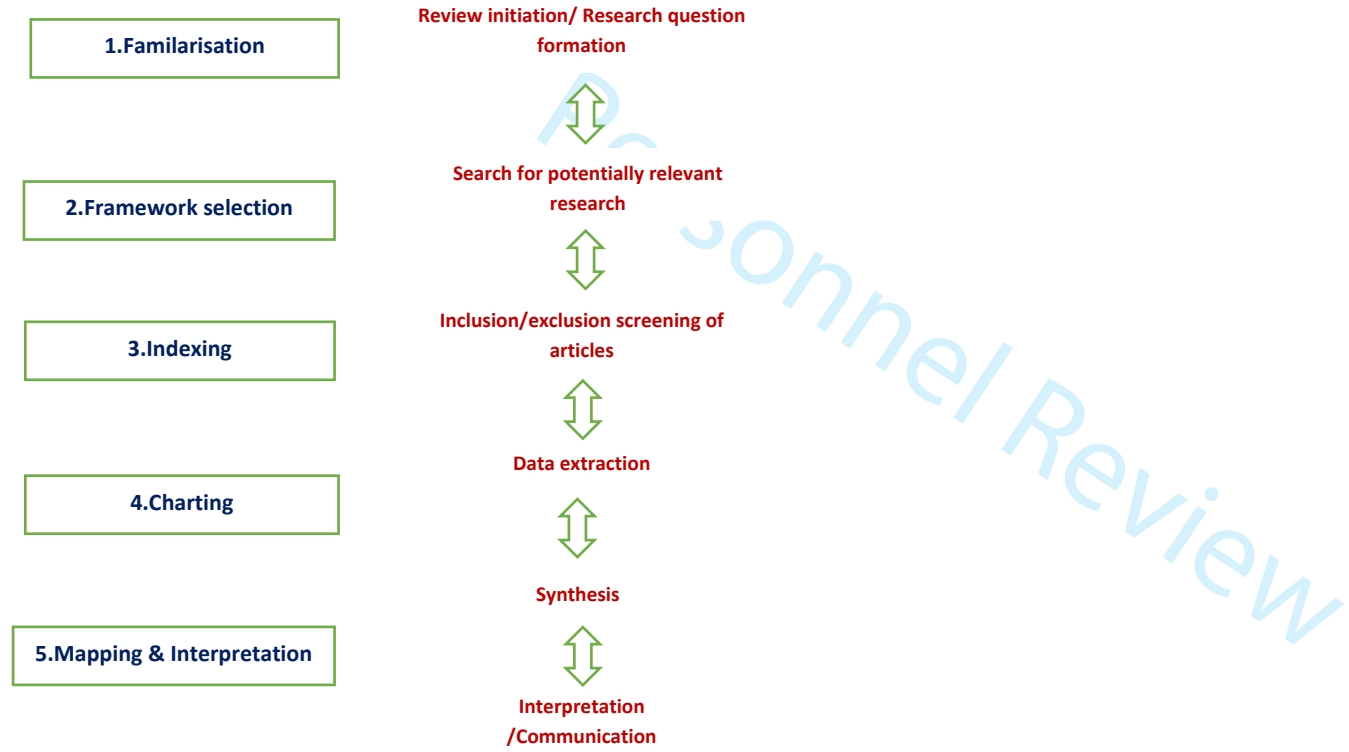 Review initiation/ Research question
formation
1.Familarisation
Search for potentially relevant
research
2.Framework selection
Inclusion/exclusion screening of
articles
3.Indexing
Data extraction
4.Charting
Synthesis
5.Mapping & Interpretation
Interpretation
/Communication
Personnel Review